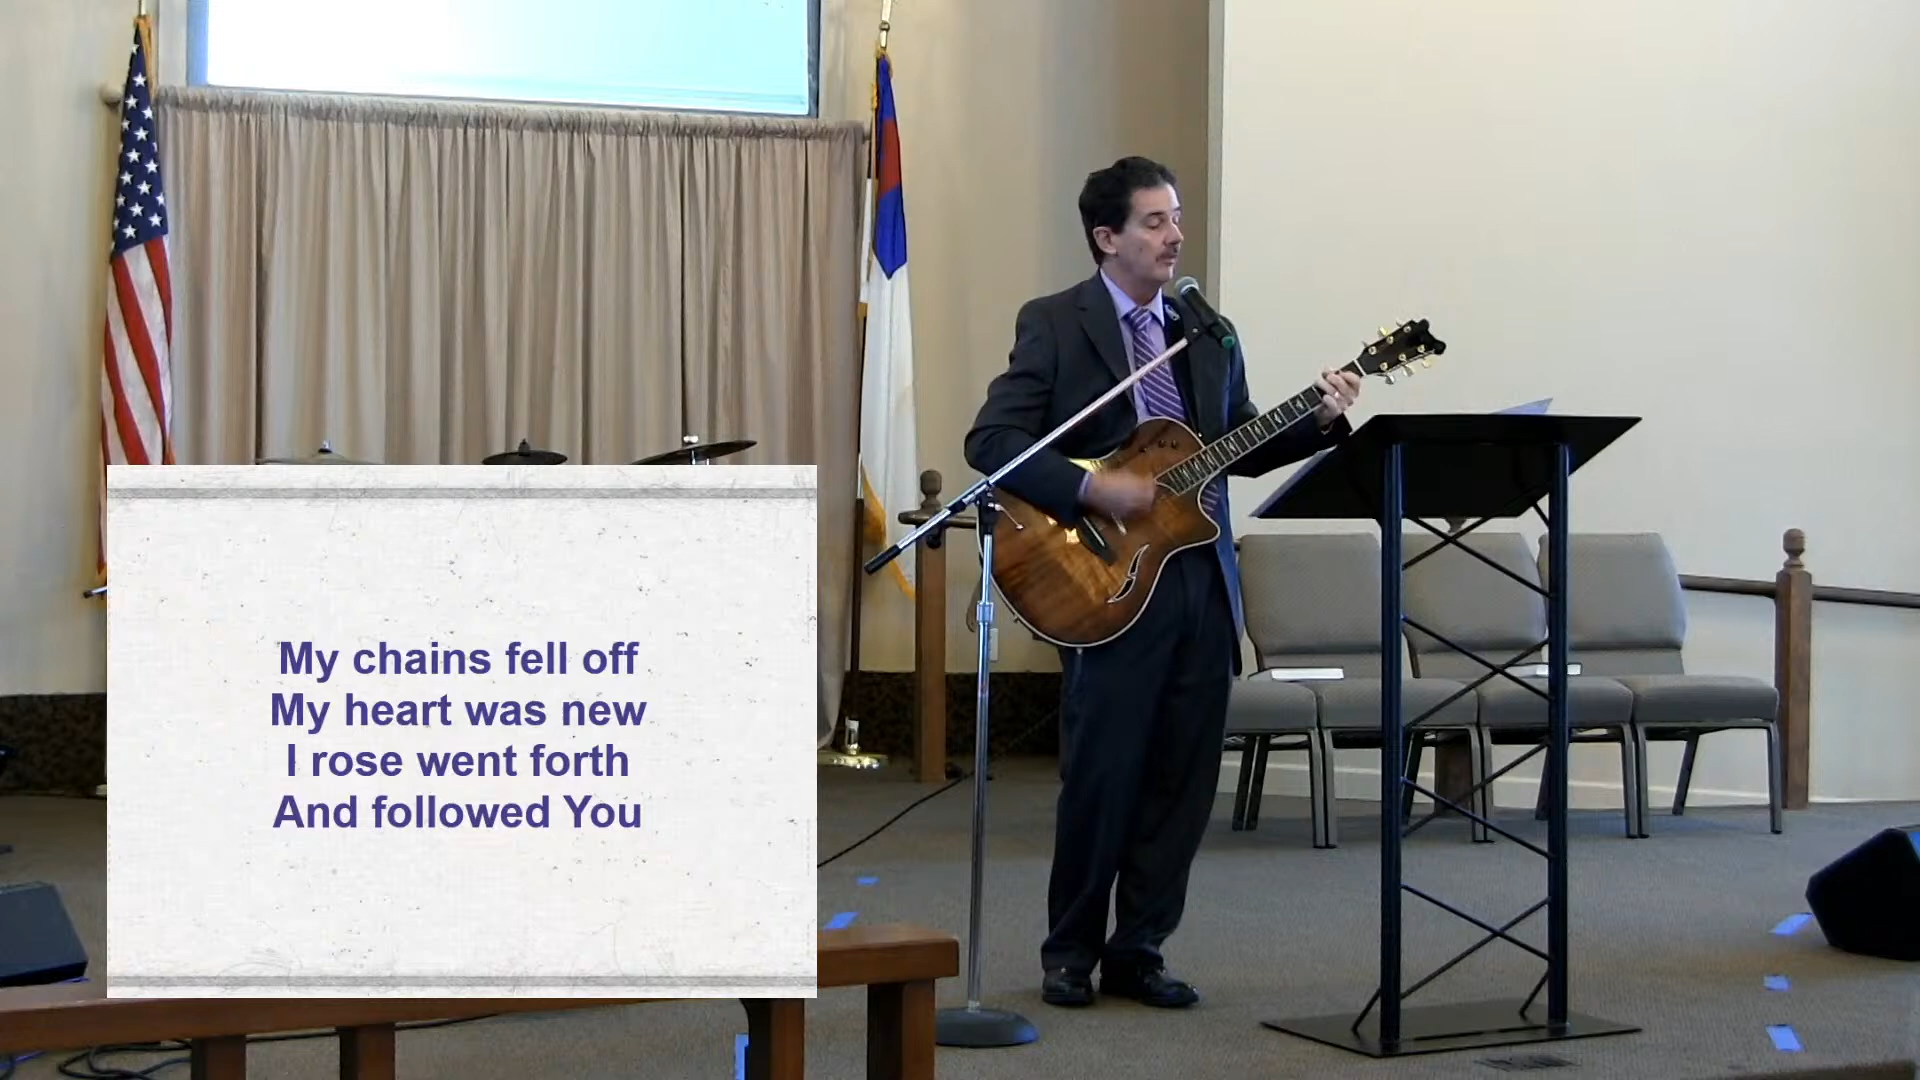 My chains fell off
My heart was new
I rose went forth
And followed You